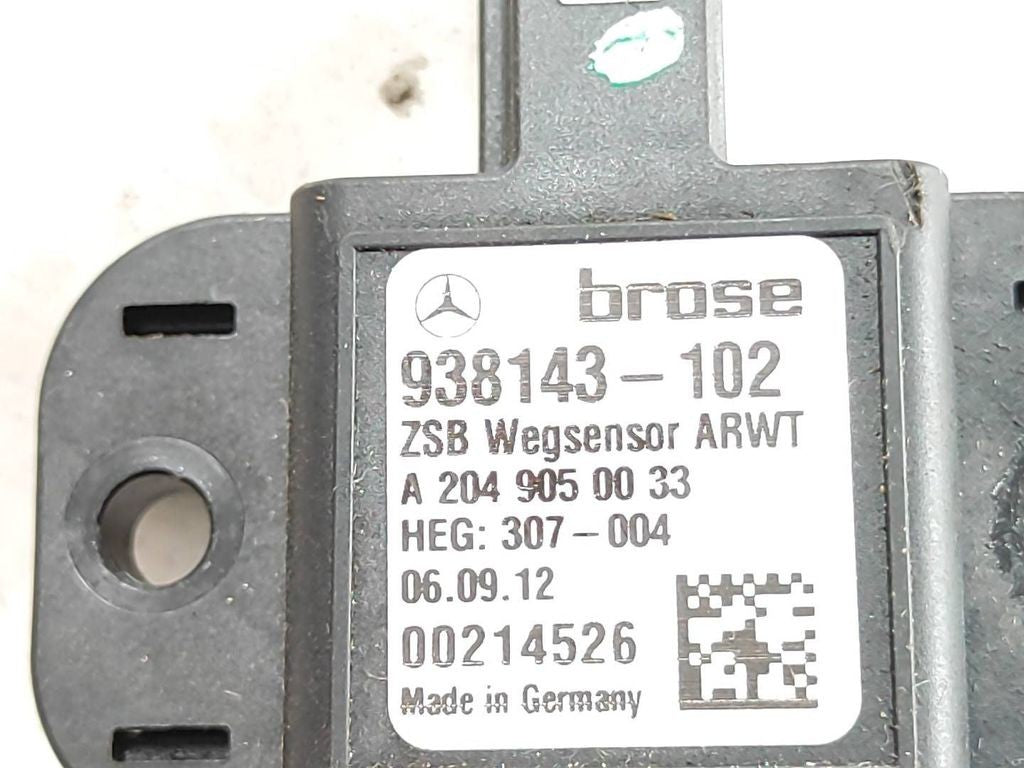 brose
938143-102
ZSB Wegsensor ARWT
A 204 905 00 33
HEG: 307-004
06.09.12
00214526
Made in Germany